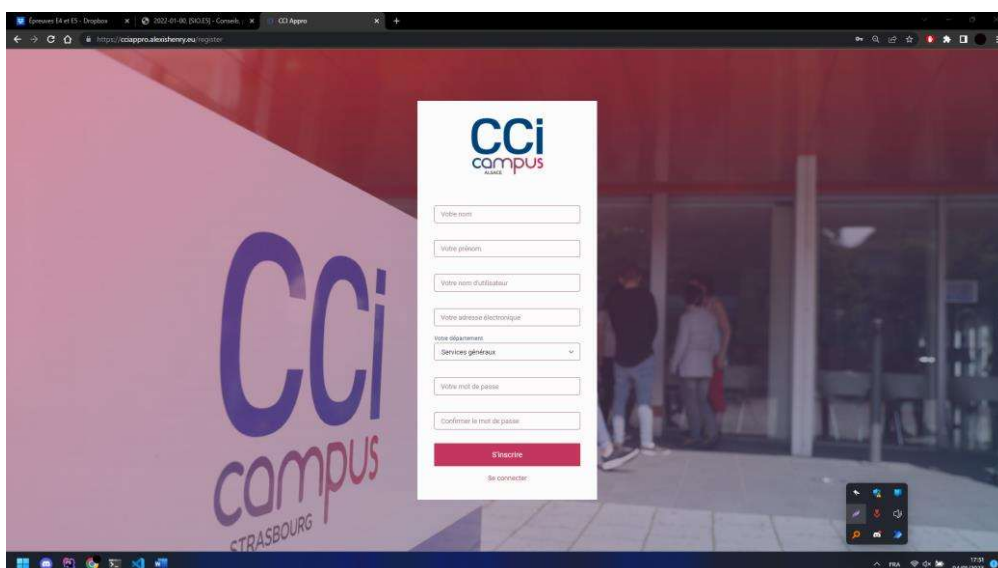 Épreuves E4 et E5 - Dropbox
2022-01-80, [SIO.E5] - Conseils,
CCI Appro
https://cciappro.alexishenry.eu/register
CCi
campus
ALSACE
Votre nom
Votre prénom
Votre nom d'utilisateur
Votre adresse électronique
Votre département
Services généraux
Votre mot de passe
Confirmer le mot de passe
S'inscrire
Se connecter
CCi
campus
STRASBOURG
FRA
17:51